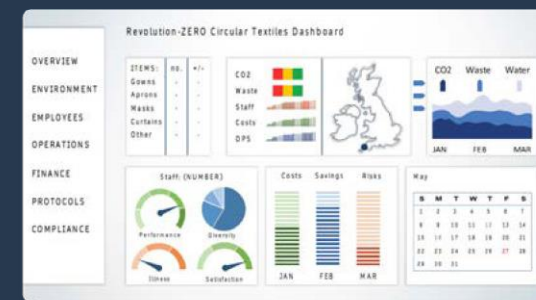 Revolution-ZERO Circular Textiles Dashboard
OVERVIEW
ENVIRONMENT
EMPLOYEES
OPERATIONS
FINANCE
PROTOCOLS
COMPLIANCE
ITEMS: no. +/-
Gowns - -
Aprons - -
Masks - -
Curtains - -
Other - -
CO2
Waste
Staff
Costs
OPS
CO2 Waste Water
JAN FEB MAR
Staff: (NUMBER)
Performance Diversity
Illness Satisfaction
Costs Savings Risks
JAN FEB MAR
May
S M T W T F S
1 2 3 4 5 6 7
8 9 10 11 12 13 14
15 16 17 18 19 20 21
22 23 24 25 26 27 28
29 30 31